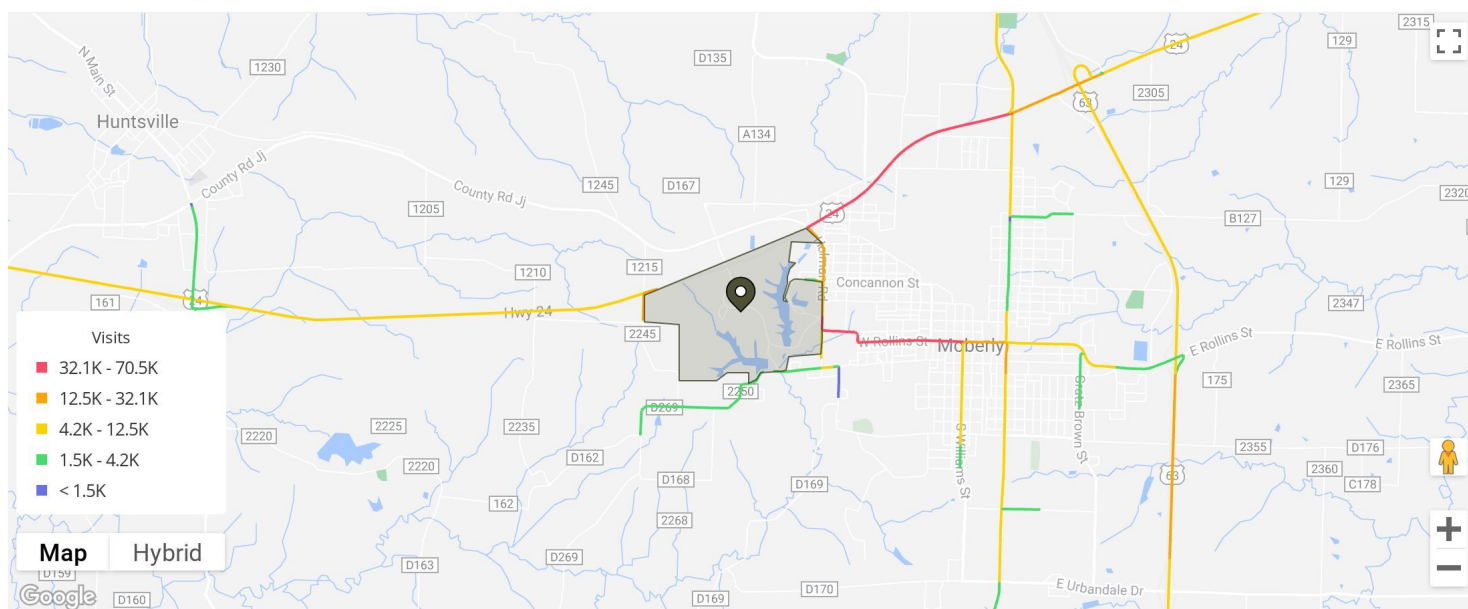 2315
24
129
N Main St
D135
1230
2305
63
Huntsville
A134
County Rd Jj
129
1245
D167
County Rd Jj
2320
1205
24
B127
1215
1210
Concannon St
Rd
161
24
2347
Hwy 24
2245
E Rollins St
Visits
W Rollins St
Moberly
E Rollins St
32.1K - 70.5K
175
12.5K - 32.1K
2250
2365
D269
4.2K - 12.5K
Gratz Brown St
2225
2235
2220
1.5K - 4.2K
S Williams St
2355
D176
D162
2220
2360
< 1.5K
D168
D169
63
C178
162
2268
Map
Hybrid
D269
D163
D159
E Urbandale Dr
D170
Google
D160
D169